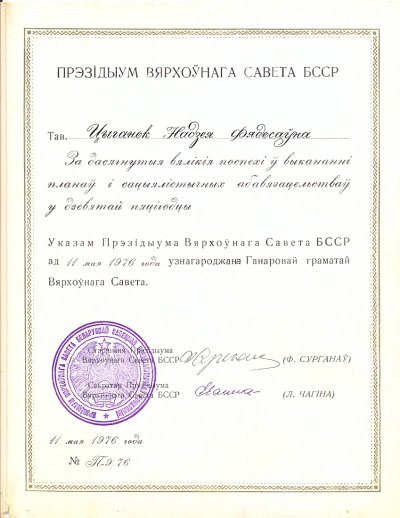 ПРЭЗІДЫУМ ВЯРХОЎНАГА САВЕТА БССР
Тав. Цыганок Надзея Фядосаўна
За дасягнутыя вялікія поспехі ў выкананні
планаў і сацыялістычных абавязацельстваў
у дзевятай пяцігодцы
Указам Прэзідыума Вярхоўнага Савета БССР
ад 11 мая 1976 года узнагароджана Ганаровай граматай
Вярхоўнага Савета.
Старшыня Прэзідыума
Вярхоўнага Савета БССР (Ф. СУРГАНАЎ)
Сакратар Прэзідыума
Вярхоўнага Савета БССР (Л. ЧАГІНА)
11 мая 1976 года
№ П-9 76